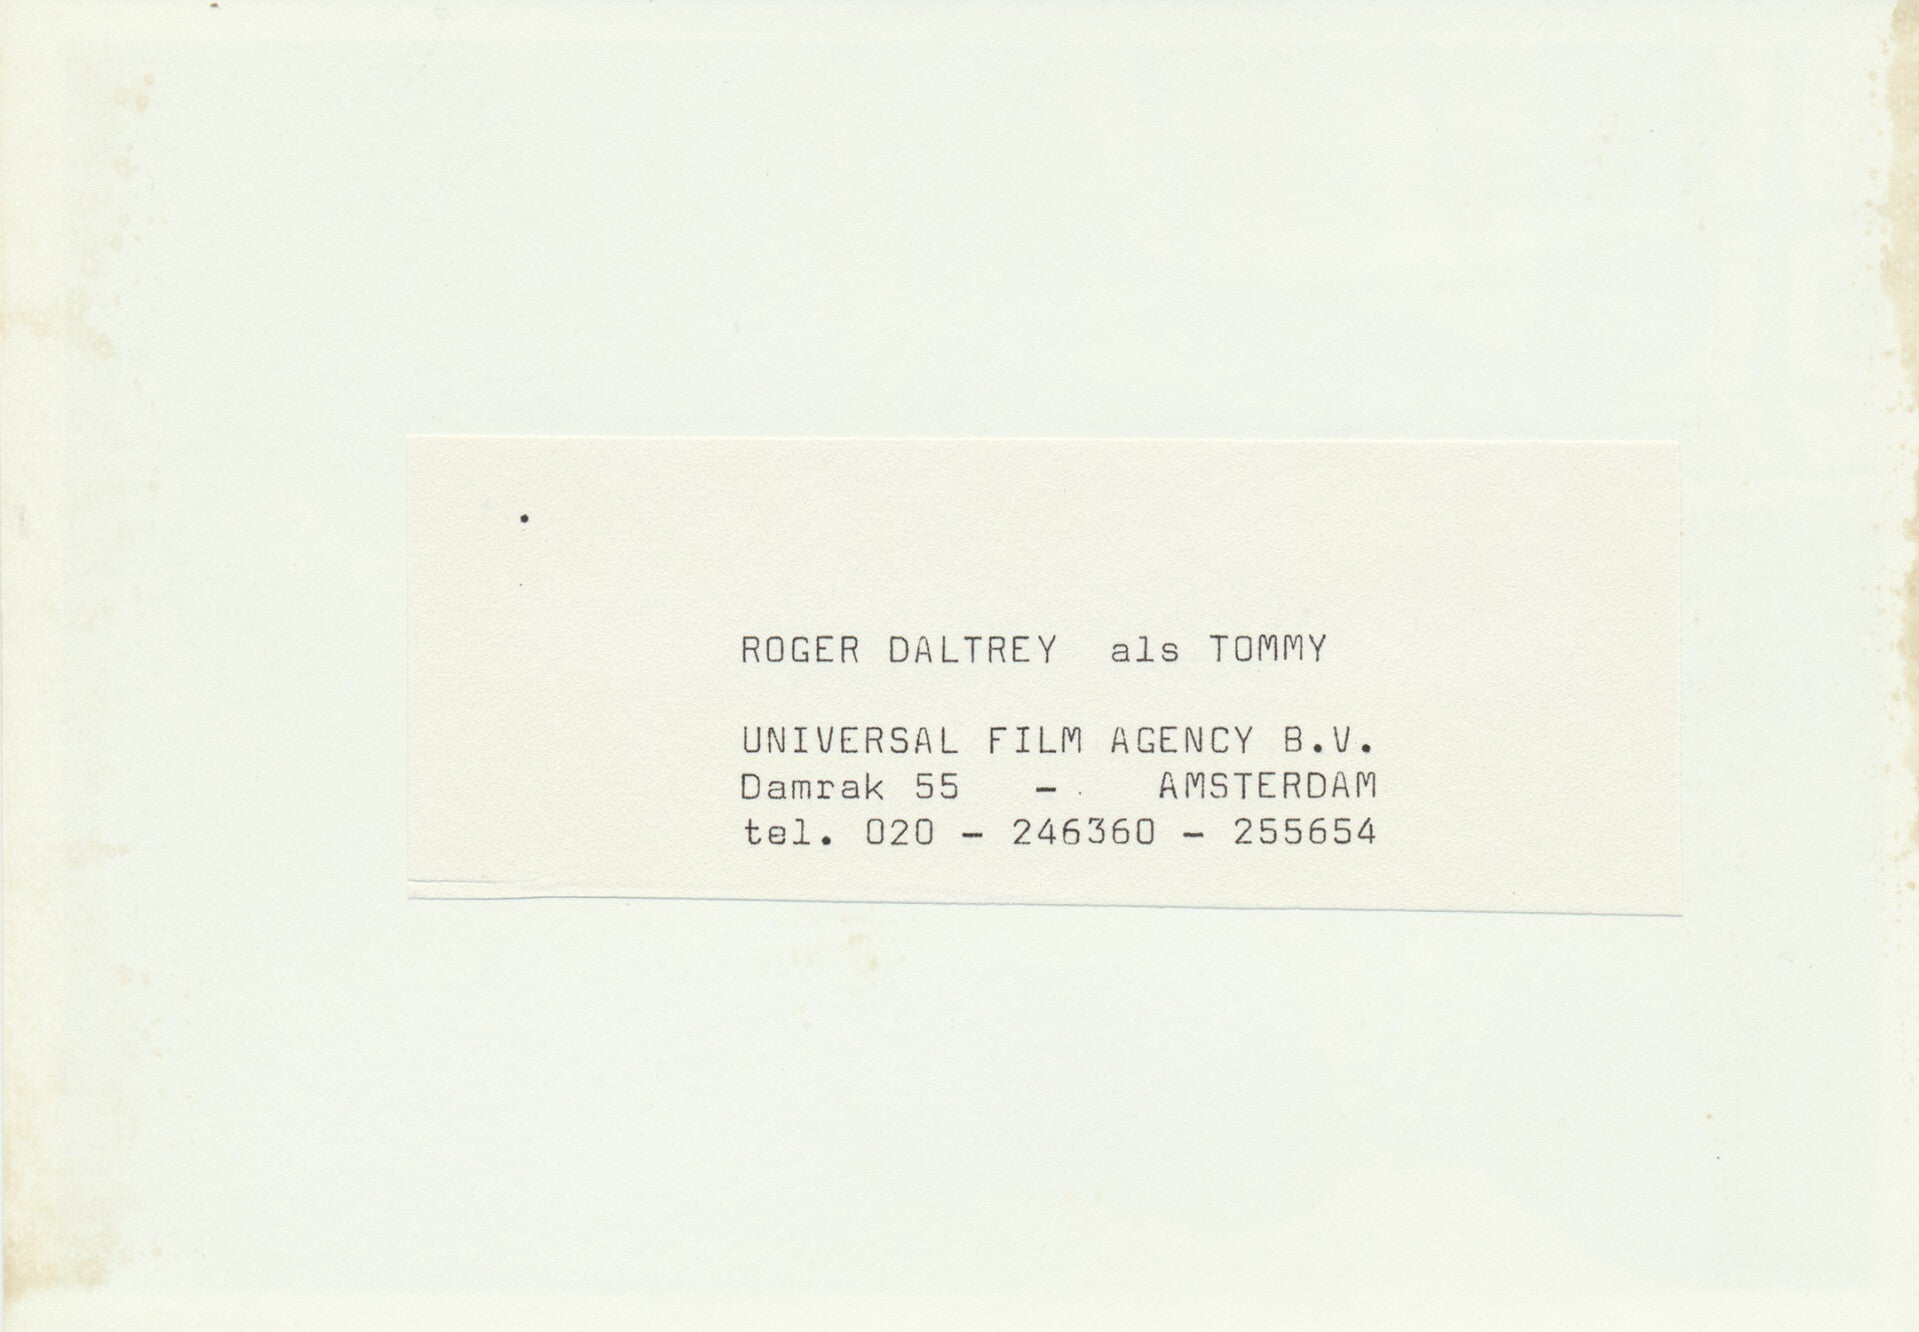 ROGER DALTREY als TOMMY
UNIVERSAL FILM AGENCY B.V.
Damrak 55 - AMSTERDAM
tel. 020 - 246360 - 255654